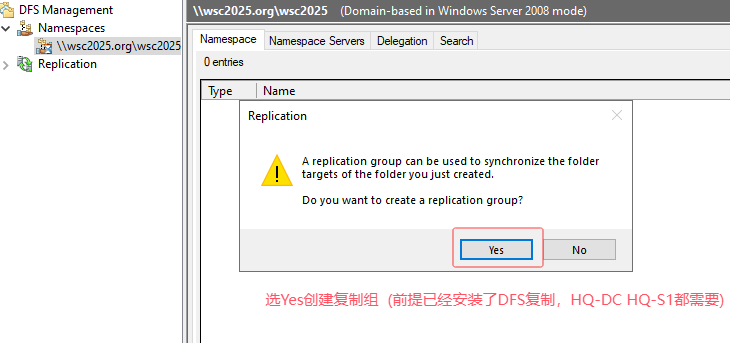 DFS Management
Namespaces
\\wsc2025.org\wsc2025
Replication
\\wsc2025.org\wsc2025 (Domain-based in Windows Server 2008 mode)
Namespace Namespace Servers Delegation Search
0 entries
Type Name
Replication
A replication group can be used to synchronize the folder
targets of the folder you just created.
Do you want to create a replication group?
Yes No
选Yes创建复制组 (前提已经安装了DFS复制，HQ-DC HQ-S1都需要)